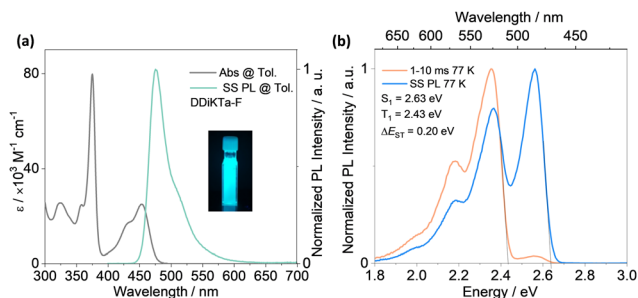 (a)
Abs @ Tol.
SS PL @ Tol.
DDiKTa-F
80
40
0
ε / ×10³ M⁻¹ cm⁻¹
1
0
Normalized PL Intensity / a.u.
300 350 400 450 500 550 600 650 700
Wavelength / nm
(b)
Wavelength / nm
650 600 550 500 450
1-10 ms 77 K
SS PL 77 K
S₁ = 2.63 eV
T₁ = 2.43 eV
ΔE_ST = 0.20 eV
1
0
Normalized PL Intensity / a.u.
1.8 2.0 2.2 2.4 2.6 2.8 3.0
Energy / eV